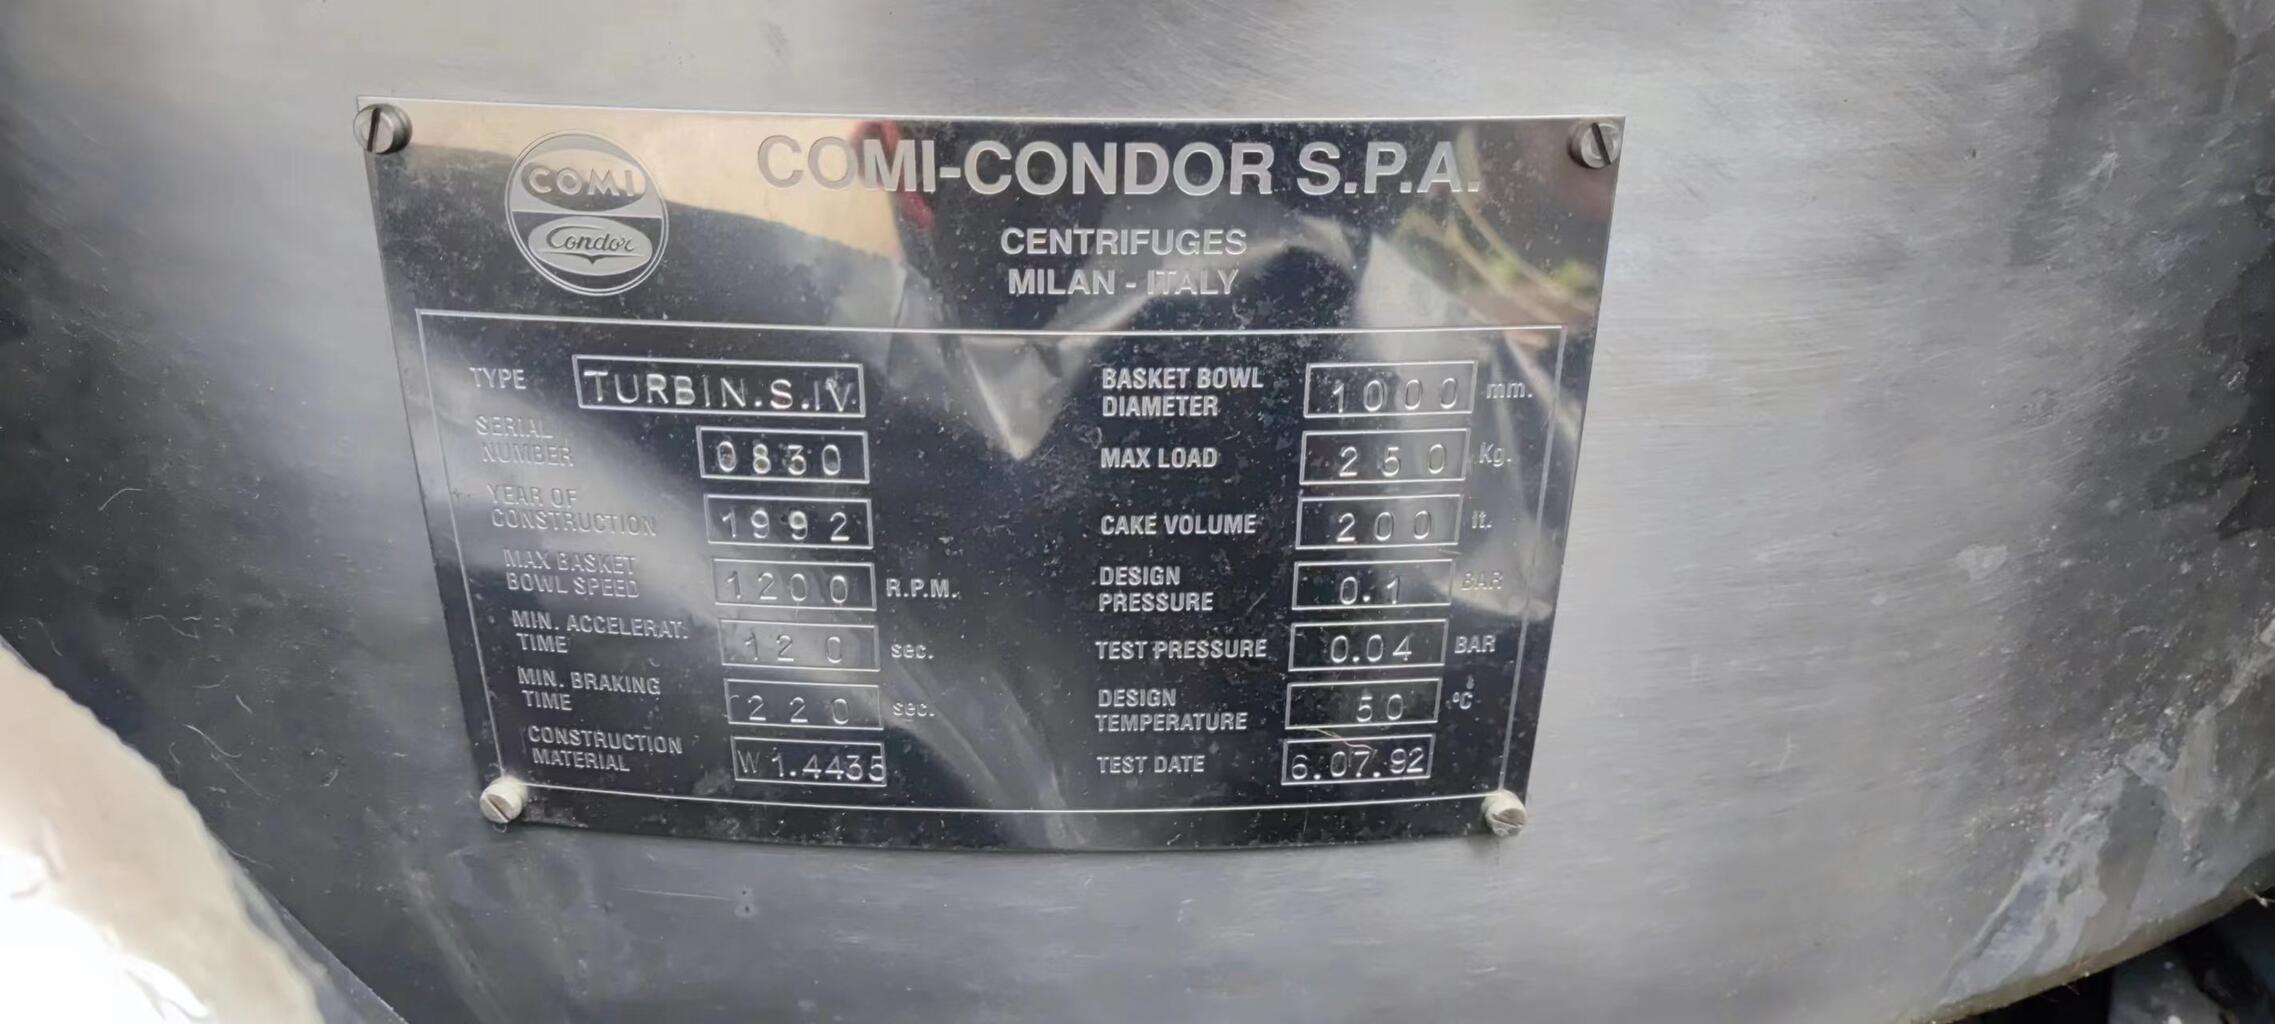 COMI
Condor
COMI-CONDOR S.P.A.
CENTRIFUGES
MILAN - ITALY
TYPE TURBIN.S.IV
SERIAL NUMBER 0830
YEAR OF CONSTRUCTION 1992
MAX BASKET BOWL SPEED 1200 R.P.M.
MIN. ACCELERAT. TIME 120 sec.
MIN. BRAKING TIME 220 sec.
CONSTRUCTION MATERIAL W 1.4435
BASKET BOWL DIAMETER 1000 mm.
MAX LOAD 250 Kg.
CAKE VOLUME 200 lt.
DESIGN PRESSURE 0.1 BAR
TEST PRESSURE 0.04 BAR
DESIGN TEMPERATURE 50 °C
TEST DATE 6.07.92